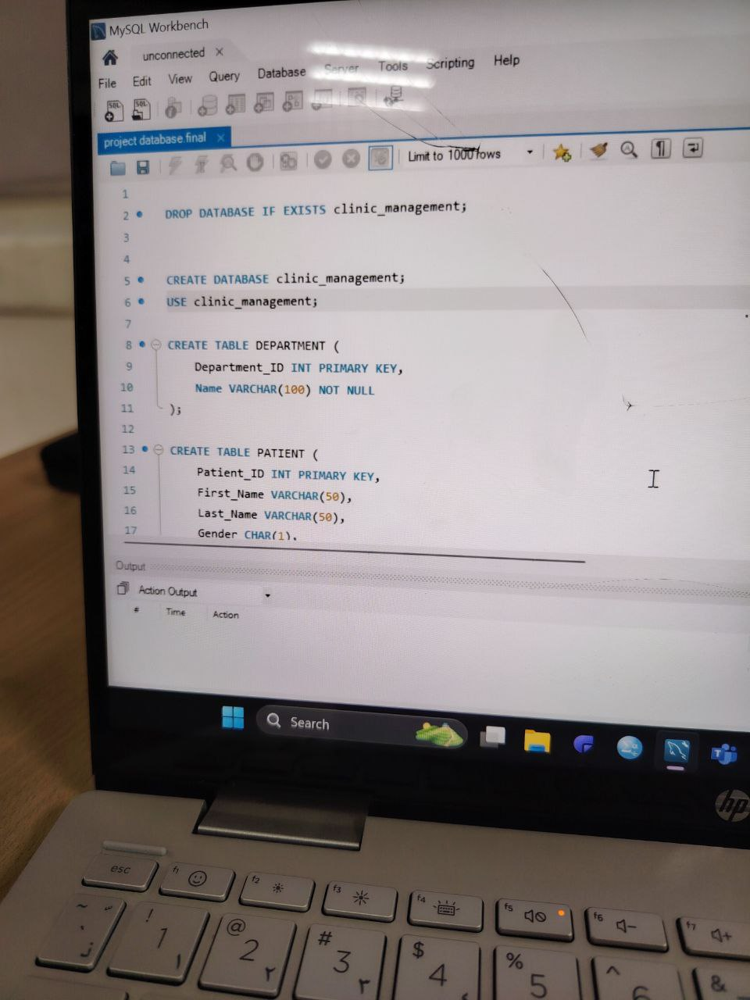 MySQL Workbench
unconnected
File Edit View Query Database Server Tools Scripting Help
SQL SQL
project database.final
Limit to 1000 rows
1
2 DROP DATABASE IF EXISTS clinic_management;
3
4
5 CREATE DATABASE clinic_management;
6 USE clinic_management;
7
8 CREATE TABLE DEPARTMENT (
9 Department_ID INT PRIMARY KEY,
10 Name VARCHAR(100) NOT NULL
11 );
12
13 CREATE TABLE PATIENT (
14 Patient_ID INT PRIMARY KEY,
15 First_Name VARCHAR(50),
16 Last_Name VARCHAR(50),
17 Gender CHAR(1),
Output
Action Output
# Time Action
Search
hp
esc f1 f2 f3 f4 f5 f6 f7
~ ! @ # $ % ^ &
1 2 3 4 5 6
ذ ١ ٢ ٣